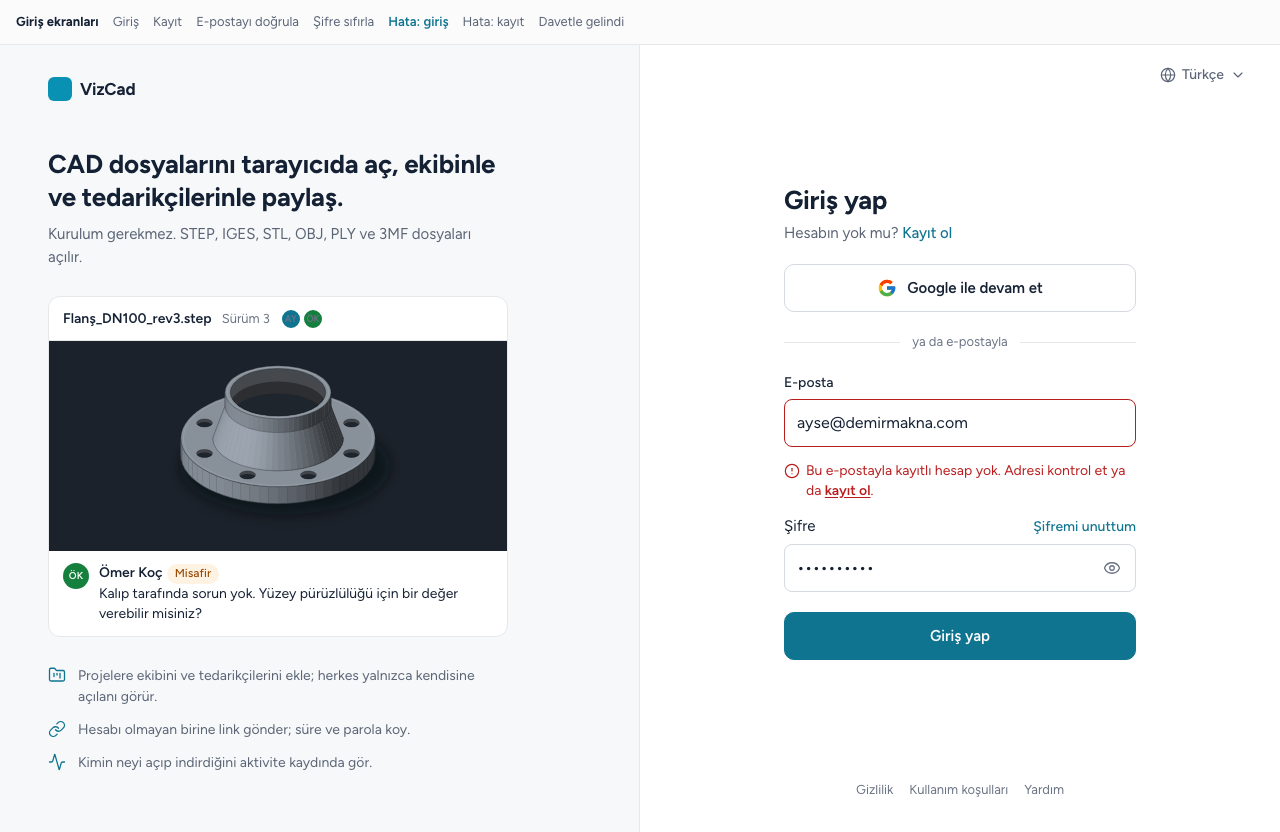 Giriş ekranları Giriş Kayıt E-postayı doğrula Şifre sıfırla Hata: giriş Hata: kayıt Davetle gelindi
VizCad
Türkçe
CAD dosyalarını tarayıcıda aç, ekibinle
ve tedarikçilerinle paylaş.
Kurulum gerekmez. STEP, IGES, STL, OBJ, PLY ve 3MF dosyaları
açılır.
Flanş_DN100_rev3.step Sürüm 3
ÖK Ömer Koç Misafir
Kalıp tarafında sorun yok. Yüzey pürüzlülüğü için bir değer
verebilir misiniz?
Projelere ekibini ve tedarikçilerini ekle; herkes yalnızca kendisine
açılanı görür.
Hesabı olmayan birine link gönder; süre ve parola koy.
Kimin neyi açıp indirdiğini aktivite kaydında gör.
Giriş yap
Hesabın yok mu? Kayıt ol
Google ile devam et
ya da e-postayla
E-posta
ayse@demirmakna.com
Bu e-postayla kayıtlı hesap yok. Adresi kontrol et ya
da kayıt ol.
Şifre Şifremi unuttum
••••••••••
Giriş yap
Gizlilik Kullanım koşulları Yardım